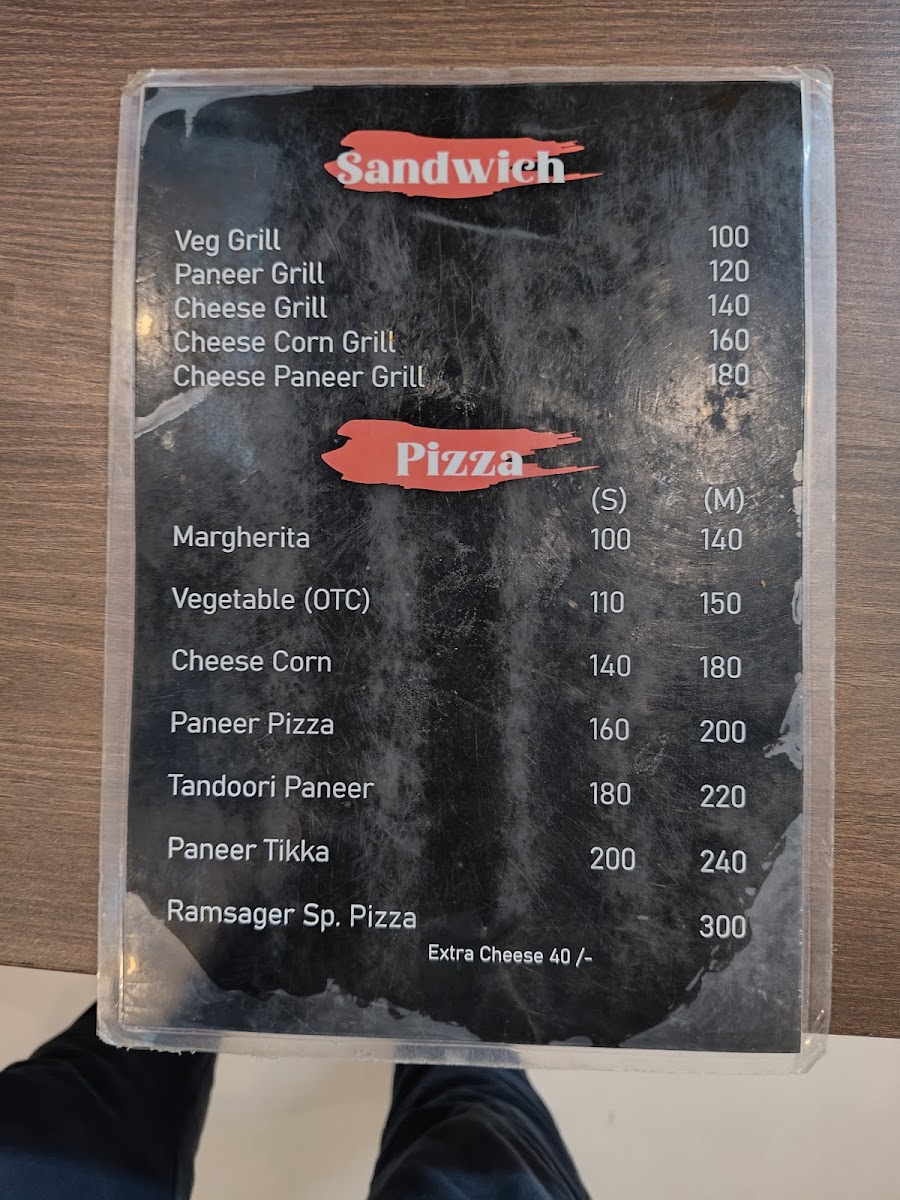 Sandwich
Veg Grill 100
Paneer Grill 120
Cheese Grill 140
Cheese Corn Grill 160
Cheese Paneer Grill 180
Pizza
(S) (M)
Margherita 100 140
Vegetable (OTC) 110 150
Cheese Corn 140 180
Paneer Pizza 160 200
Tandoori Paneer 180 220
Paneer Tikka 200 240
Ramsager Sp. Pizza 300
Extra Cheese 40 /-